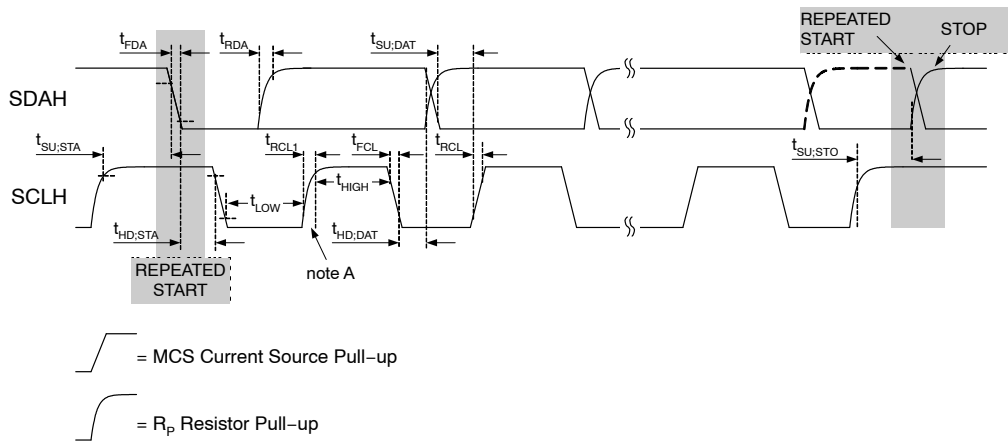 REPEATED
START
STOP
tFDA
tRDA
tSU;DAT
SDAH
tSU;STA
tRCL1
tFCL
tRCL
tSU;STO
SCLH
tLOW
tHIGH
tHD;STA
tHD;DAT
REPEATED
START
note A
= MCS Current Source Pull−up
= RP Resistor Pull−up